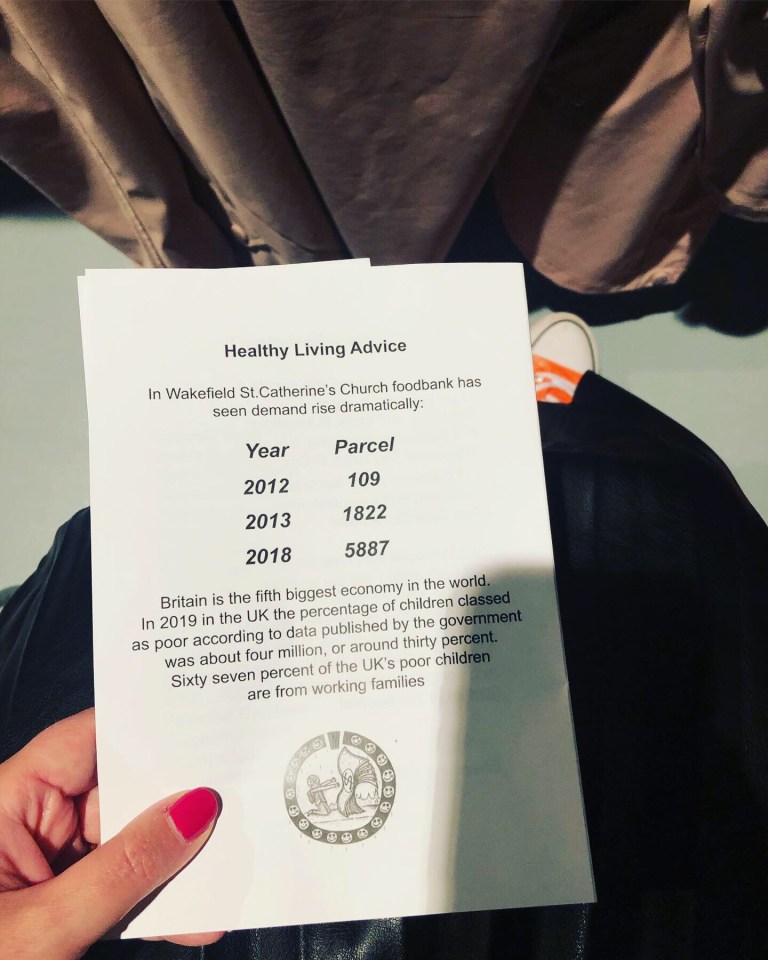 Healthy Living Advice
In Wakefield St.Catherine's Church foodbank has
seen demand rise dramatically:
Year Parcel
2012 109
2013 1822
2018 5887
Britain is the fifth biggest economy in the world.
In 2019 in the UK the percentage of children classed
as poor according to data published by the government
was about four million, or around thirty percent.
Sixty seven percent of the UK's poor children
are from working families